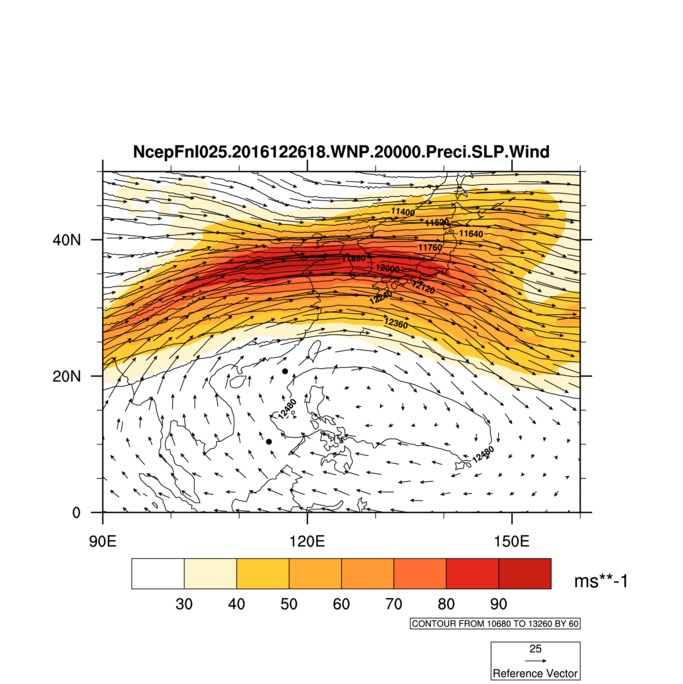 NcepFnl025.2016122618.WNP.20000.Preci.SLP.Wind
11400
11520
40N
11640
11760
11880
12000
12120
12240
12360
20N
12480
12480
0
90E 120E 150E
ms**-1
30 40 50 60 70 80 90
CONTOUR FROM 10680 TO 13260 BY 60
25
Reference Vector